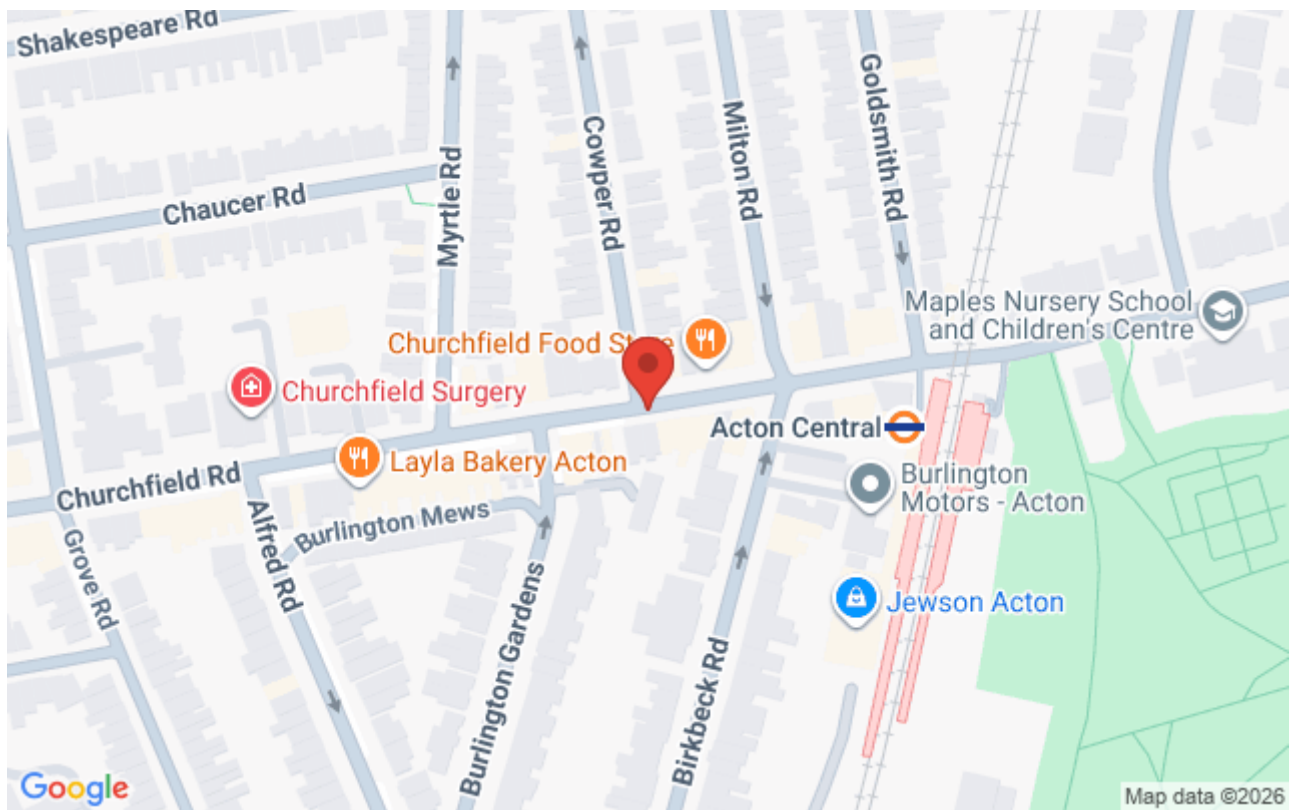 Shakespeare Rd
Chaucer Rd
Myrtle Rd
Cowper Rd
Milton Rd
Goldsmith Rd
Maples Nursery School
and Children's Centre
Churchfield Food Store
Churchfield Surgery
Acton Central
Layla Bakery Acton
Burlington
Motors - Acton
Churchfield Rd
Burlington Mews
Grove Rd
Alfred Rd
Burlington Gardens
Birkbeck Rd
Jewson Acton
Google
Map data ©2026